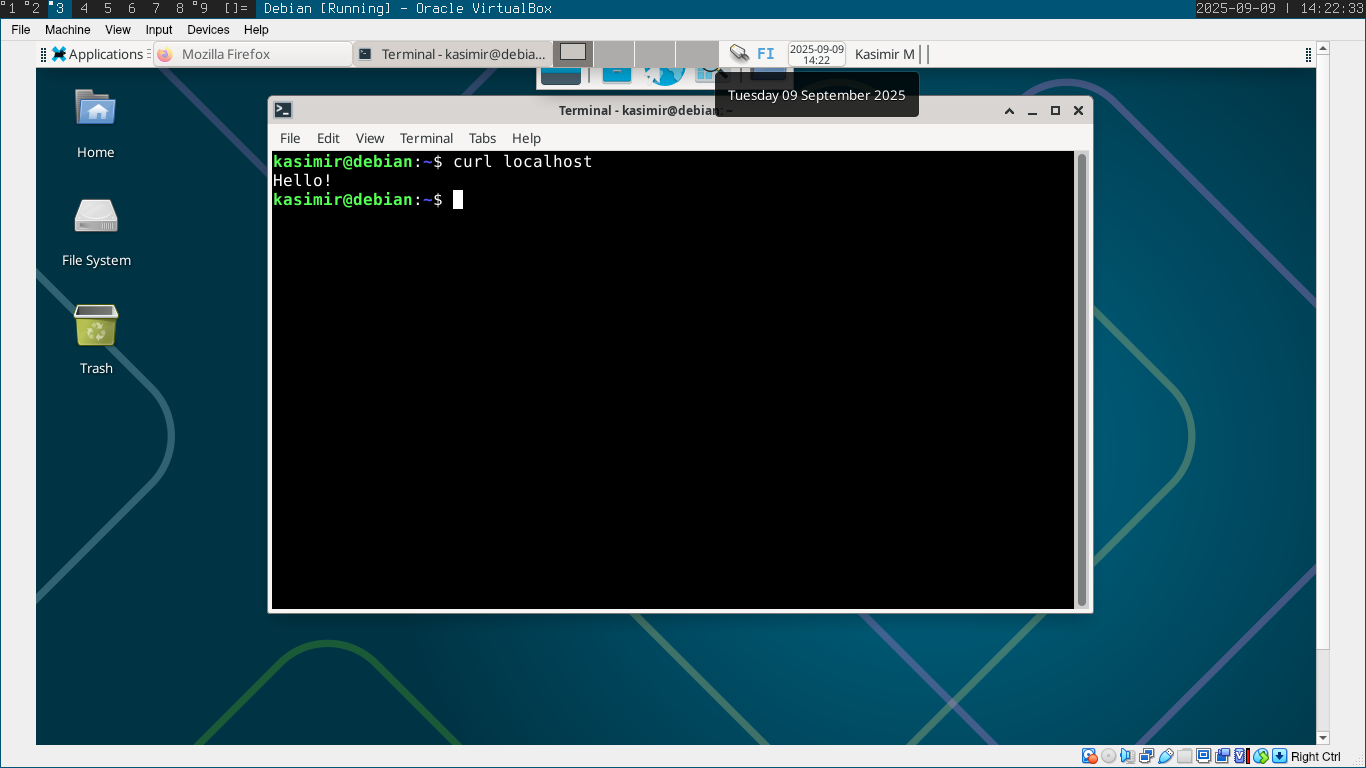 1 2 3 4 5 6 7 8 9 []= Debian [Running] - Oracle VirtualBox 2025-09-09 | 14:22:33
File Machine View Input Devices Help
Applications Mozilla Firefox Terminal - kasimir@debia... FI 2025-09-09 Kasimir M
14:22
Tuesday 09 September 2025
Terminal - kasimir@debian: ~
File Edit View Terminal Tabs Help
kasimir@debian:~$ curl localhost
Hello!
kasimir@debian:~$
Home
File System
Trash
Right Ctrl